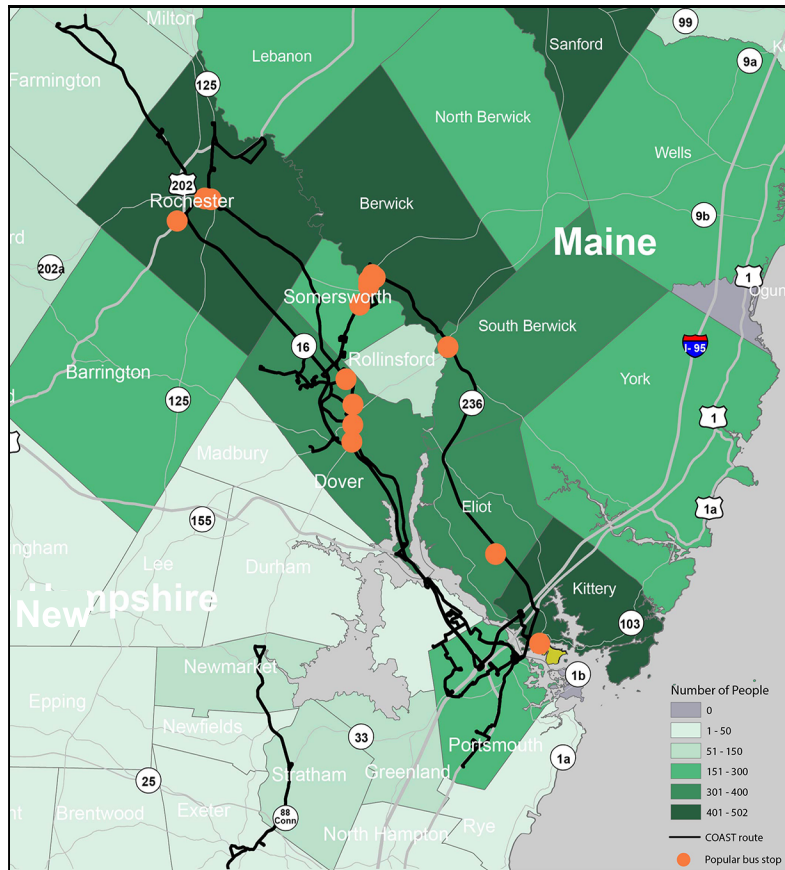 Milton
99
Sanford
Lebanon
9a
Farmington
125
North Berwick
Wells
202
Rochester
Berwick
9b
Maine
202a
1
Somersworth
South Berwick
16
Rollinsford
I-95
Barrington
York
125
236
1
Madbury
Dover
1a
155
Eliot
Lee
Durham
Kittery
New
103
Newmarket
1b
Number of People
0
Epping
1 - 50
Newfields
33
51 - 150
Portsmouth
1a
151 - 300
Stratham
Greenland
25
301 - 400
Brentwood
Exeter
88
Conn
401 - 502
North Hampton
Rye
COAST route
Popular bus stop